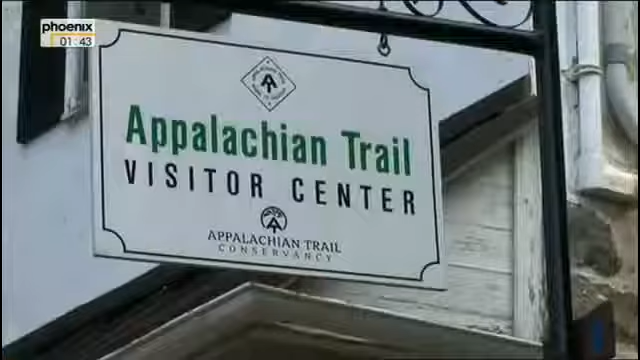 phoenix
01:43
Appalachian Trail
VISITOR CENTER
APPALACHIAN TRAIL
CONSERVANCY